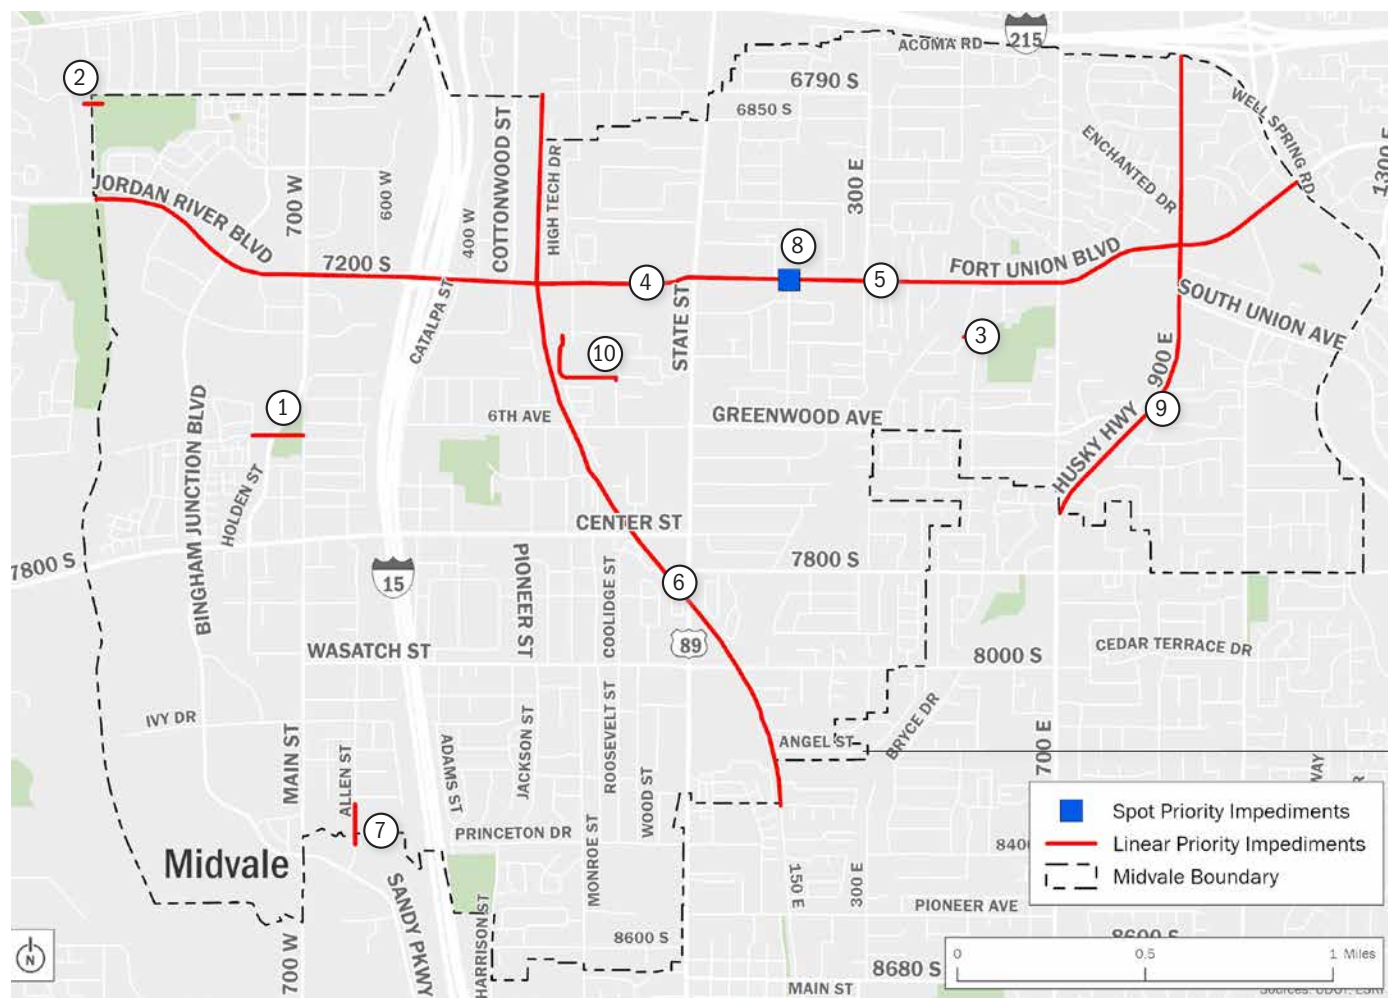 215
ACOMA RD
2
6790 S
6850 S
WELL SPRING RD
1300 E
COTTONWOOD ST
HIGH TECH DR
ENCHANTED DR
JORDAN RIVER BLVD
700 W
600 W
400 W
300 E
7200 S
8
4
5
FORT UNION BLVD
CATALPA ST
STATE ST
SOUTH UNION AVE
3
10
900 E
1
6TH AVE
GREENWOOD AVE
9
HUSKY HWY
BINGHAM JUNCTION BLVD
HOLDEN ST
CENTER ST
7800 S
15
PIONEER ST
COOLIDGE ST
7800 S
6
89
WASATCH ST
8000 S
CEDAR TERRACE DR
IVY DR
MAIN ST
ALLEN ST
ADAMS ST
JACKSON ST
ROOSEVELT ST
WOOD ST
ANGEL ST
BRYCE DR
700 E
WAY
7
PRINCETON DR
MONROE ST
Midvale
SANDY PKWY
HARRISON ST
700 W
150 E
300 E
PIONEER AVE
8600 S
8680 S
MAIN ST
Spot Priority Impediments
Linear Priority Impediments
Midvale Boundary
8600 S
N
0
0.5
1 Miles